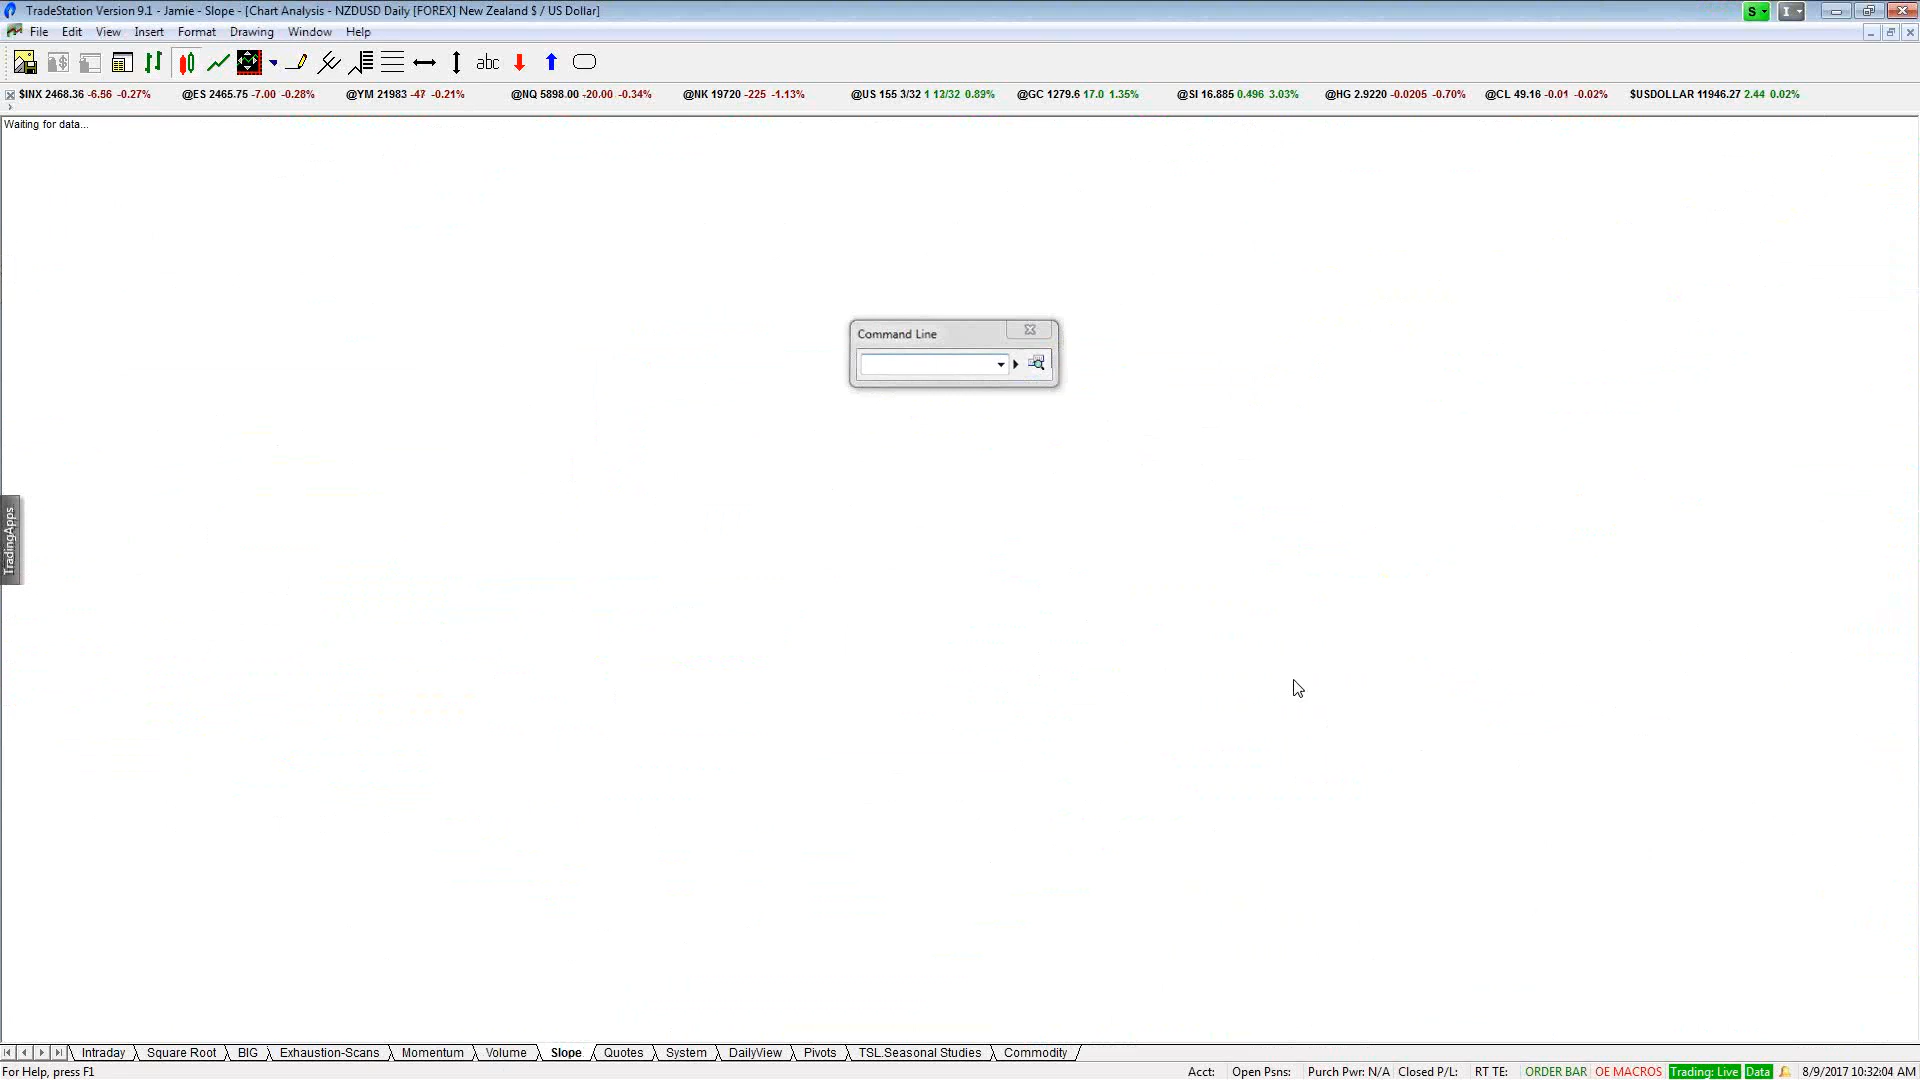 TradeStation Version 9.1 - Jamie - Slope - [Chart Analysis - NZDUSD Daily [FOREX] New Zealand $ / US Dollar]
S I
File Edit View Insert Format Drawing Window Help
abc
$INX 2468.36 -6.56 -0.27% @ES 2465.75 -7.00 -0.28% @YM 21983 -47 -0.21% @NQ 5898.00 -20.00 -0.34% @NK 19720 -225 -1.13% @US 155 3/32 1 12/32 0.89% @GC 1279.6 17.0 1.35% @SI 16.885 0.496 3.03% @HG 2.9220 -0.0205 -0.70% @CL 49.16 -0.01 -0.02% $USDOLLAR 11946.27 2.44 0.02%
Waiting for data...
Command Line
TradingApps
Intraday Square Root BIG Exhaustion-Scans Momentum Volume Slope Quotes System DailyView Pivots TSL.Seasonal Studies Commodity
For Help, press F1 Acct: Open Psns: Purch Pwr: N/A Closed P/L: RT TE: ORDER BAR OE MACROS Trading: Live Data 8/9/2017 10:32:04 AM